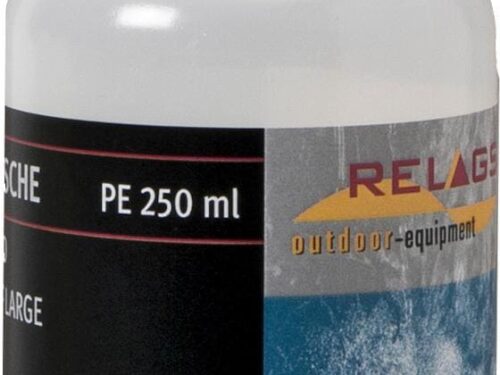 SCHE PE 250 ml
LARGE
RELAGS
outdoor-equipment